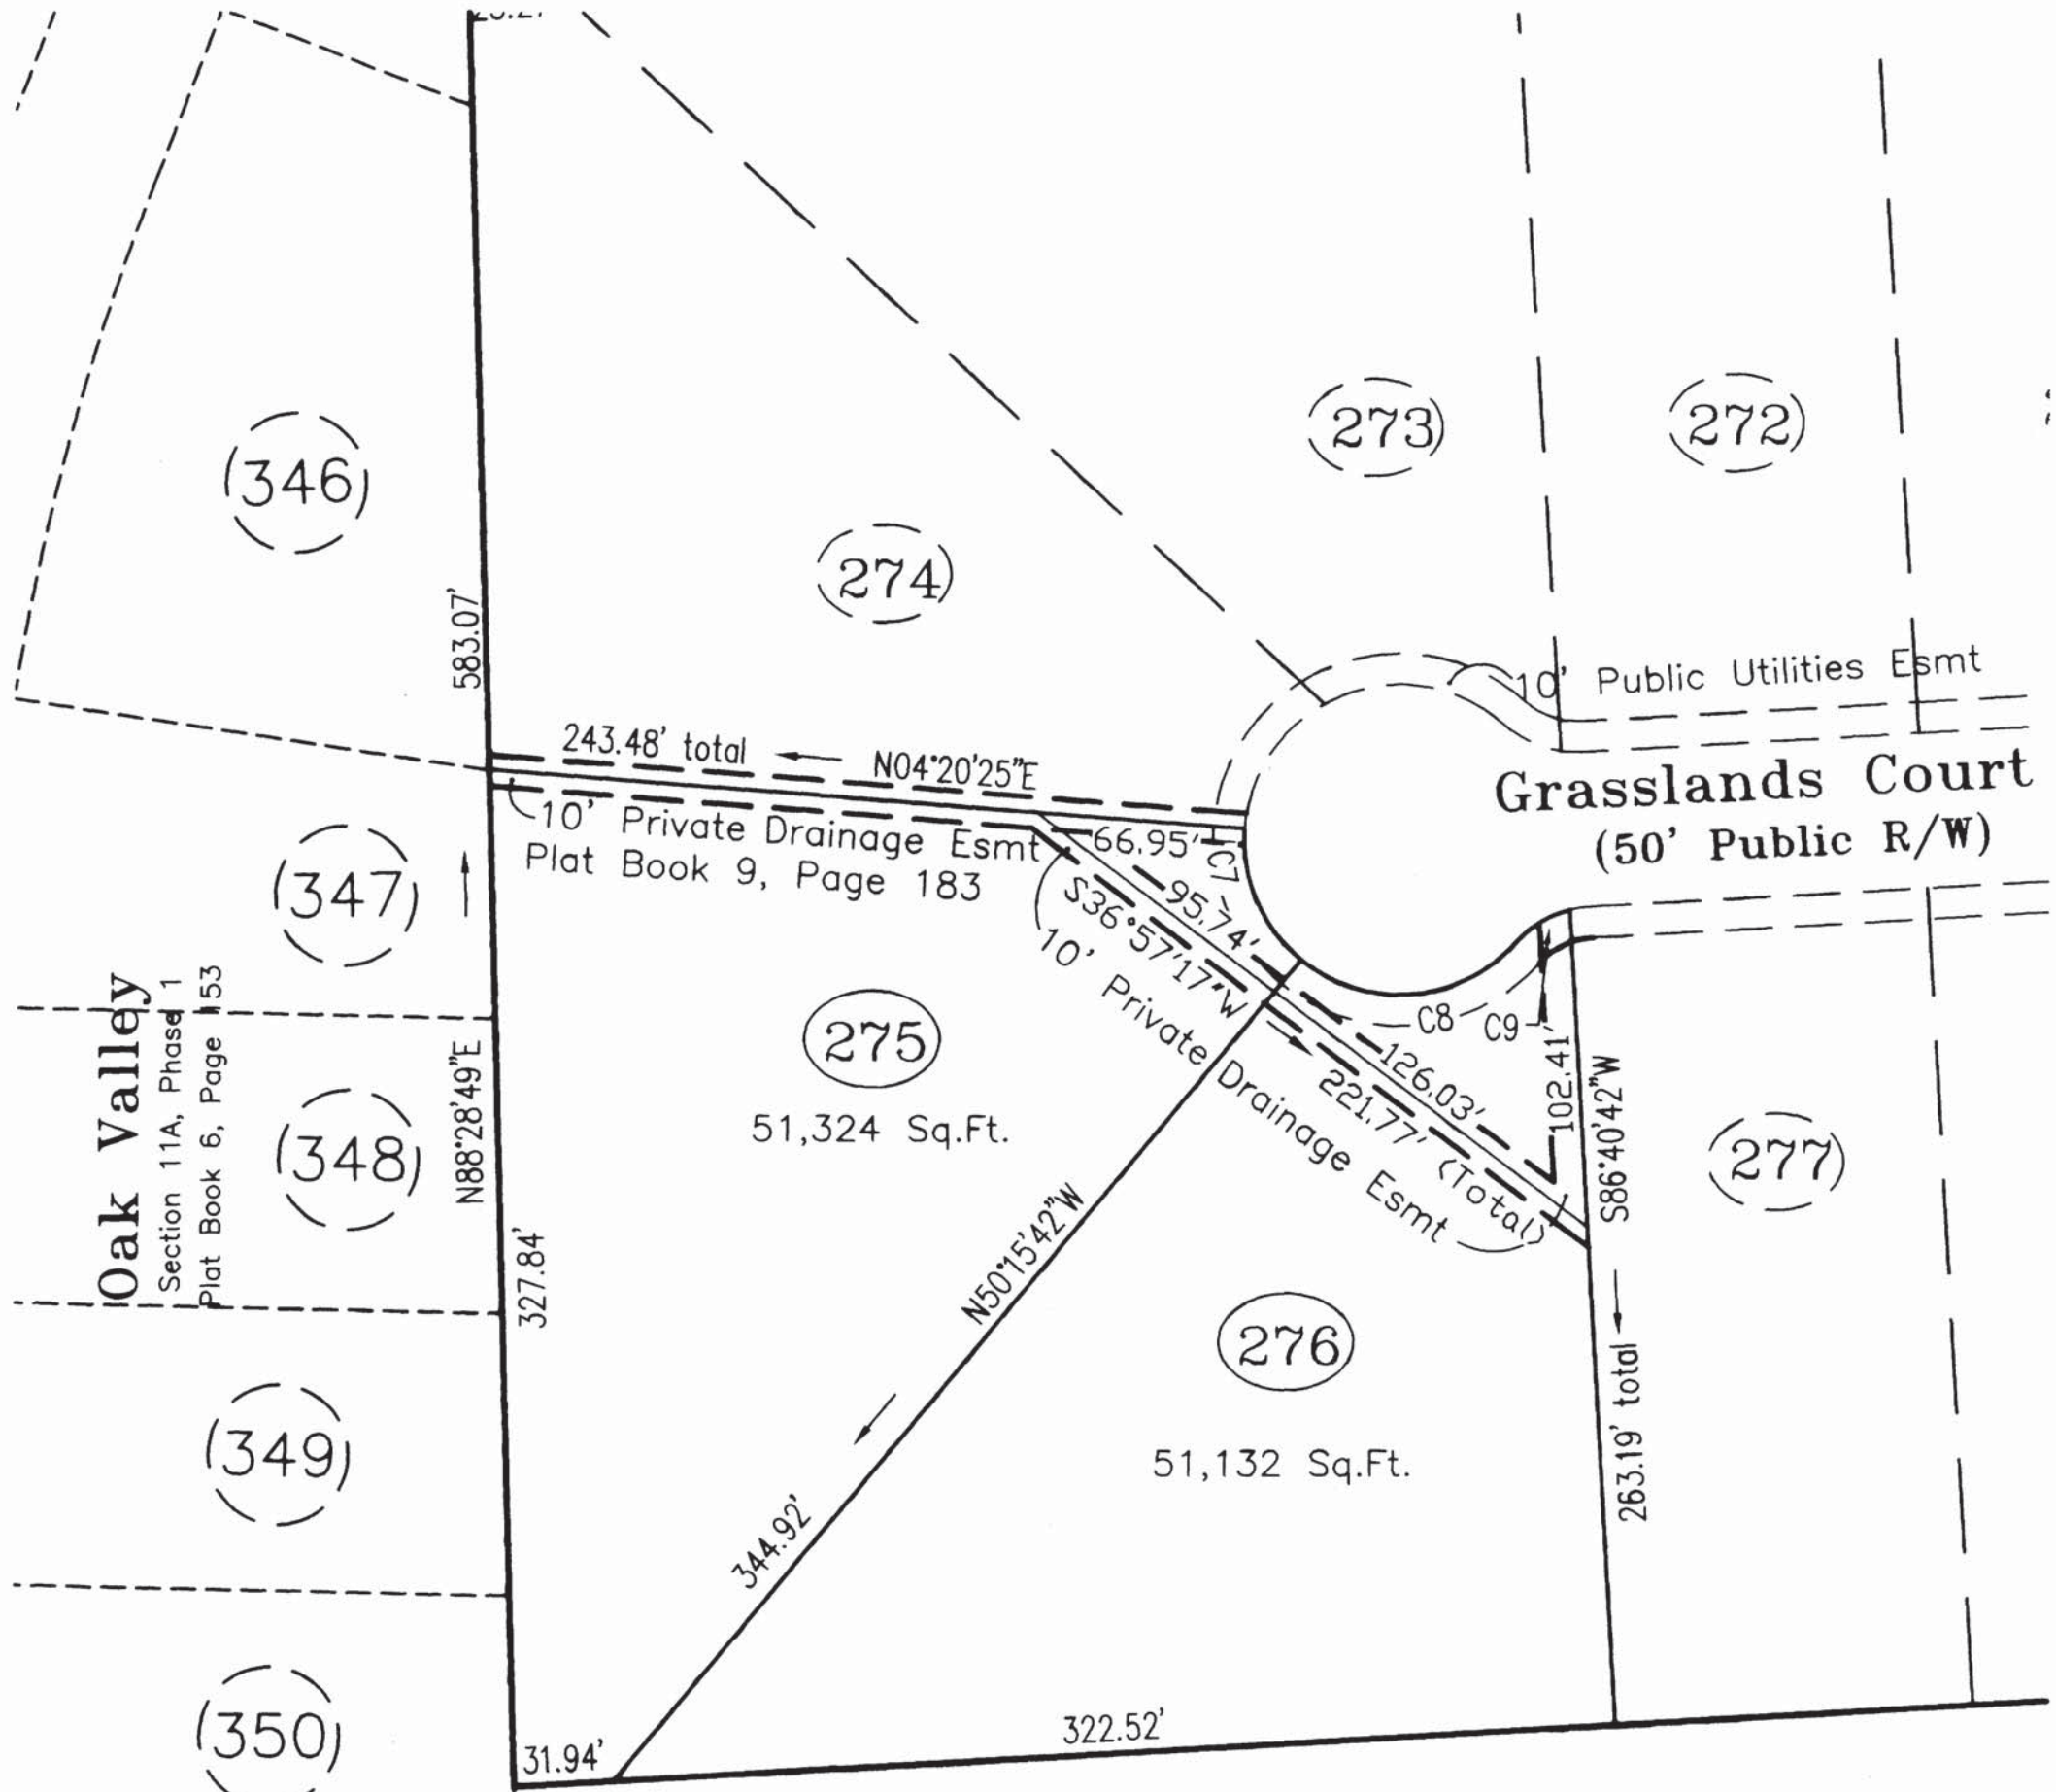 (346)
(273)
(272)
(274)
583.07'
10' Public Utilities Esmt
243.48' total
N04°20'25"E
Grasslands Court
(50' Public R/W)
10' Private Drainage Esmt
Plat Book 9, Page 183
66.95'
C7
95.74'
S36°57'17"W
10' Private Drainage Esmt
(347)
Oak Valley
Section 11A, Phase 1
Plat Book 6, Page 153
N88°28'49"E
(348)
327.84'
275
51,324 Sq.Ft.
C8
C9
126.03'
221.77' (Total)
102.41'
S86°40'42"W
(277)
N50°15'42"W
344.92'
276
51,132 Sq.Ft.
263.19' total
(349)
(350)
31.94'
322.52'